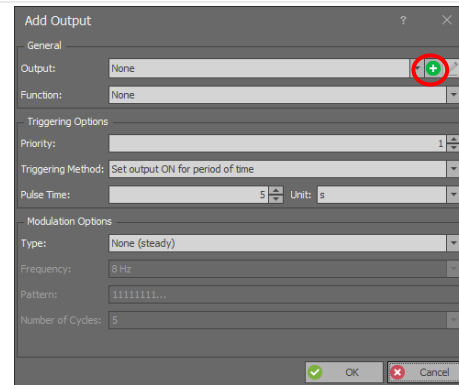 Add Output
General
Output: None
Function: None
Triggering Options
Priority: 1
Triggering Method: Set output ON for period of time
Pulse Time: 5 Unit: s
Modulation Options
Type: None (steady)
Frequency: 8 Hz
Pattern: 11111111...
Number of Cycles: 5
OK Cancel